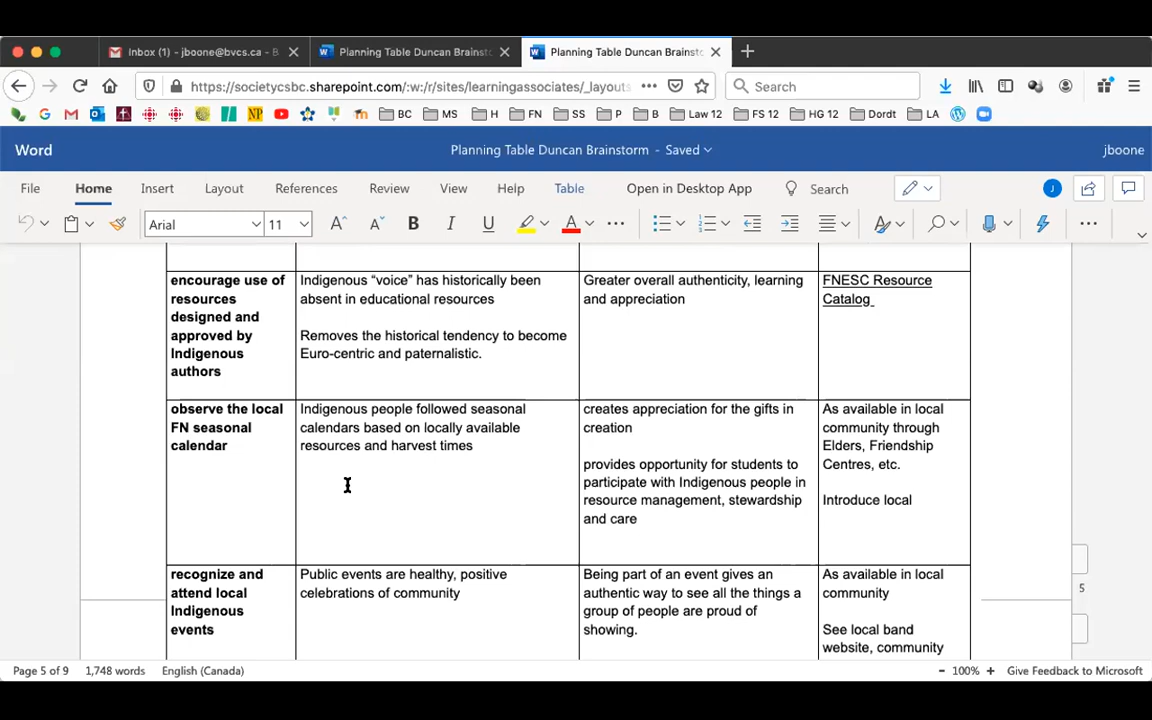 Inbox (1) - jboone@bvcs.ca - B
Planning Table Duncan Brainst
Planning Table Duncan Brainst
https://societycsbc.sharepoint.com/:w:/r/sites/learningassociates/_layouts
Search
BC
MS
H
FN
SS
P
B
Law 12
FS 12
HG 12
Dordt
LA
Word
Planning Table Duncan Brainstorm - Saved
jboone
File
Home
Insert
Layout
References
Review
View
Help
Table
Open in Desktop App
Search
J
Arial
11
A
A
B
I
U
A
encourage use of
resources
designed and
approved by
Indigenous
authors
Indigenous “voice” has historically been
absent in educational resources
Removes the historical tendency to become
Euro-centric and paternalistic.
Greater overall authenticity, learning
and appreciation
FNESC Resource
Catalog
observe the local
FN seasonal
calendar
Indigenous people followed seasonal
calendars based on locally available
resources and harvest times
creates appreciation for the gifts in
creation
provides opportunity for students to
participate with Indigenous people in
resource management, stewardship
and care
As available in local
community through
Elders, Friendship
Centres, etc.
Introduce local
recognize and
attend local
Indigenous
events
Public events are healthy, positive
celebrations of community
Being part of an event gives an
authentic way to see all the things a
group of people are proud of
showing.
As available in local
community
See local band
website, community
5
Page 5 of 9
1,748 words
English (Canada)
- 100% +
Give Feedback to Microsoft